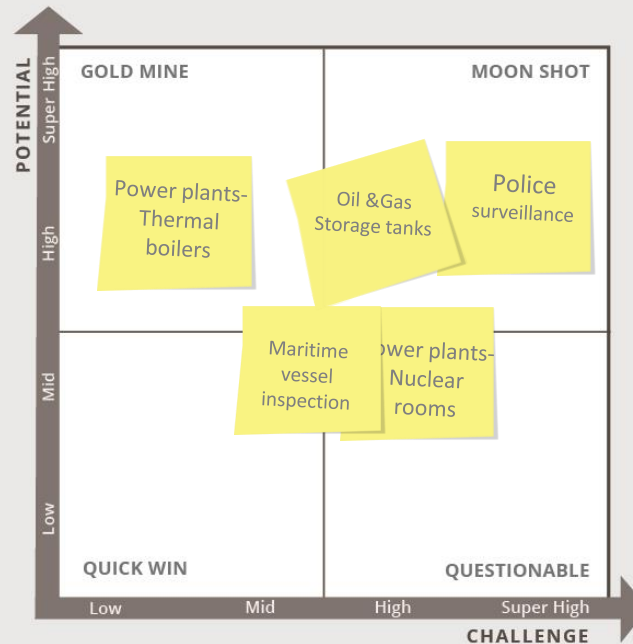 POTENTIAL
Super High
High
Mid
Low
GOLD MINE
MOON SHOT
Power plants-
Thermal
boilers
Oil &Gas
Storage tanks
Police
surveillance
Maritime
vessel
inspection
ower plants-
Nuclear
rooms
QUICK WIN
QUESTIONABLE
Low
Mid
High
Super High
CHALLENGE